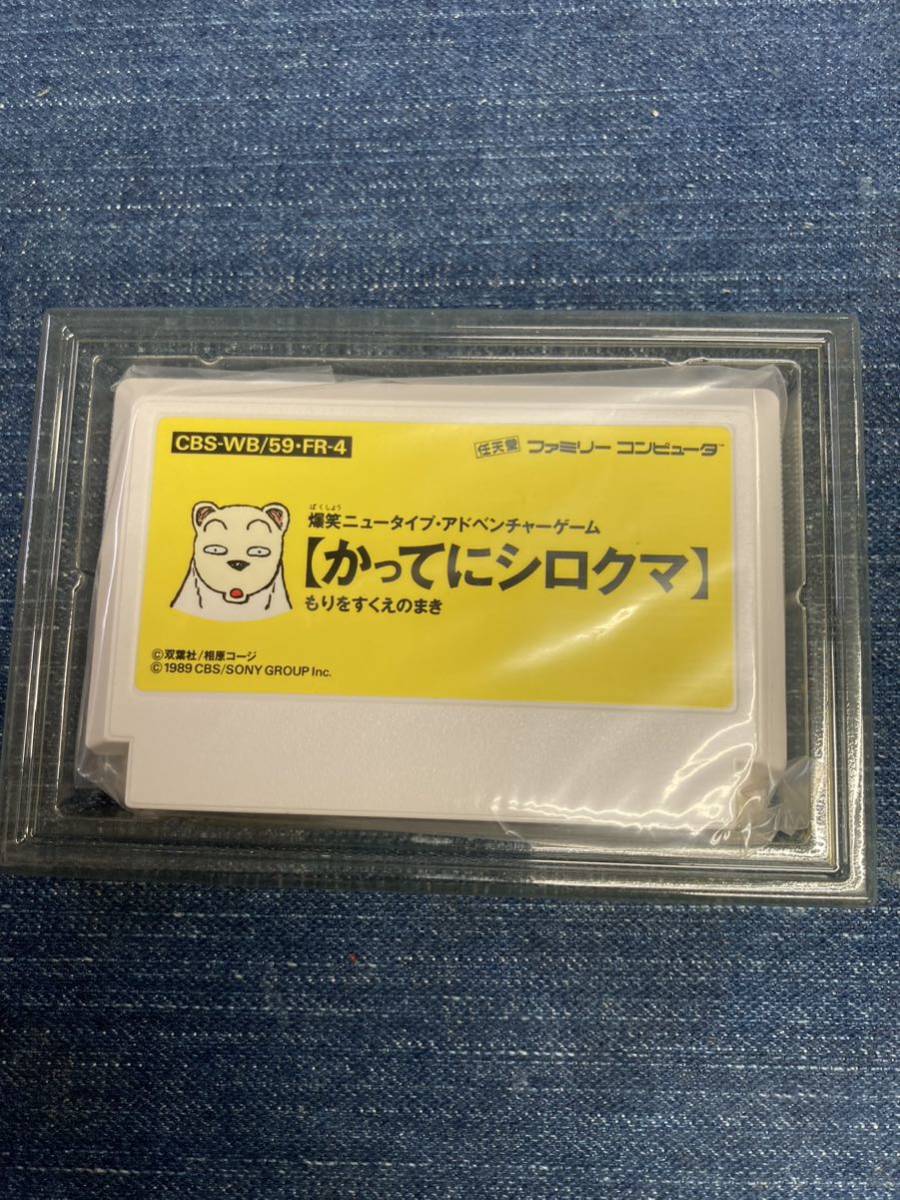 CBS-WB/59・FR-4
任天堂 ファミリー コンピュータ™
ばくしょう
爆笑ニュータイプ・アドベンチャーゲーム
【かってにシロクマ】
もりをすくえのまき
©双葉社/相原コージ
©1989 CBS/SONY GROUP Inc.